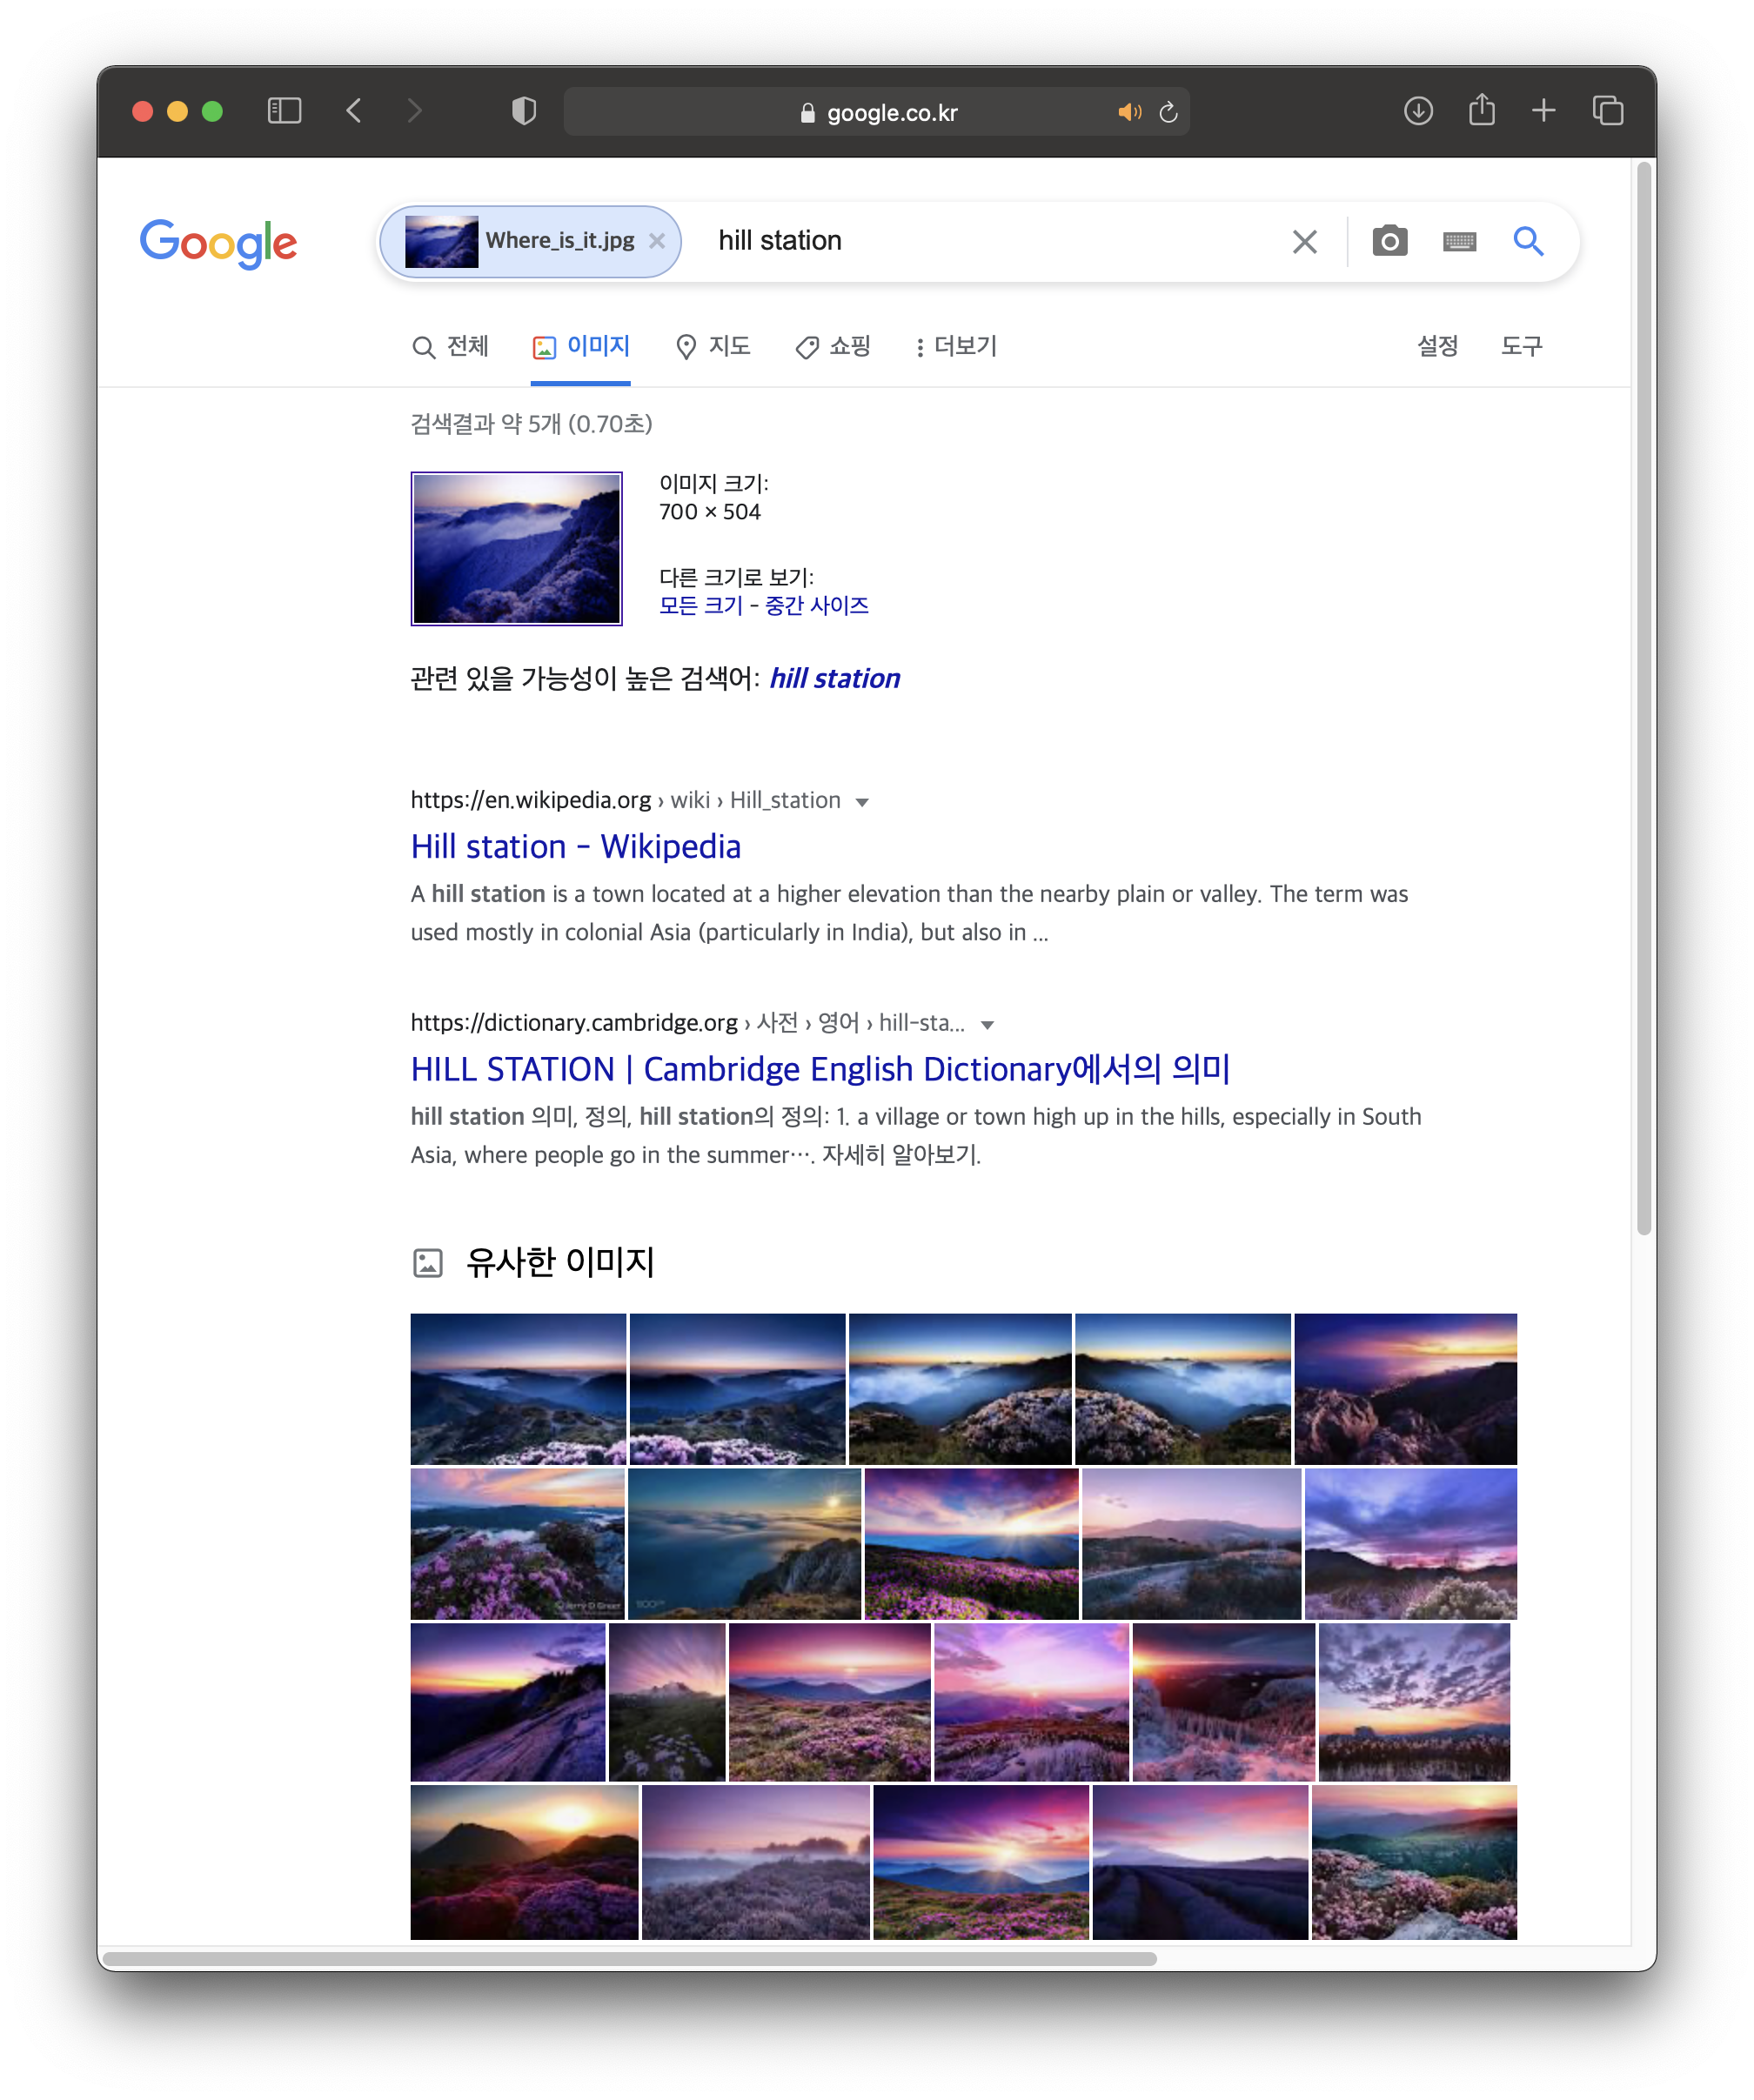 google.co.kr
Google
Where_is_it.jpg
hill station
전체
이미지
지도
쇼핑
더보기
설정
도구
검색결과 약 5개 (0.70초)
이미지 크기:
700 × 504
다른 크기로 보기:
모든 크기 - 중간 사이즈
관련 있을 가능성이 높은 검색어: hill station
https://en.wikipedia.org › wiki › Hill_station
Hill station - Wikipedia
A hill station is a town located at a higher elevation than the nearby plain or valley. The term was
used mostly in colonial Asia (particularly in India), but also in ...
https://dictionary.cambridge.org › 사전 › 영어 › hill-sta...
HILL STATION | Cambridge English Dictionary에서의 의미
hill station 의미, 정의, hill station의 정의: 1. a village or town high up in the hills, especially in South
Asia, where people go in the summer…. 자세히 알아보기.
유사한 이미지